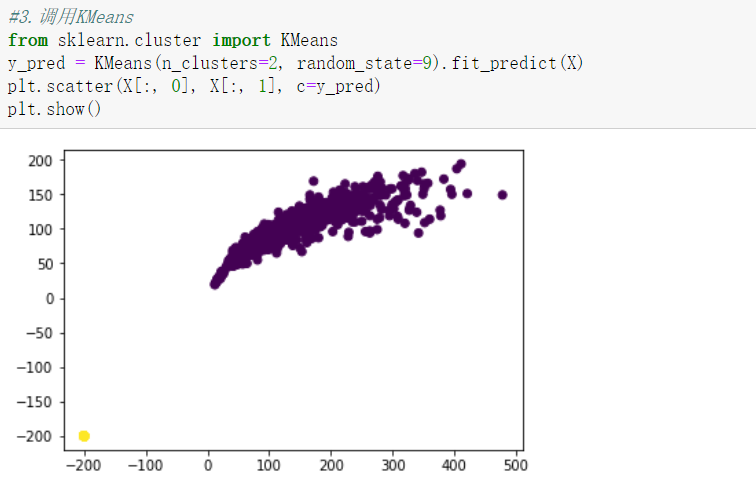 #3. 调用KMeans
from sklearn.cluster import KMeans
y_pred = KMeans(n_clusters=2, random_state=9).fit_predict(X)
plt.scatter(X[:, 0], X[:, 1], c=y_pred)
plt.show()
200
150
100
50
0
−50
−100
−150
−200
−200 −100 0 100 200 300 400 500